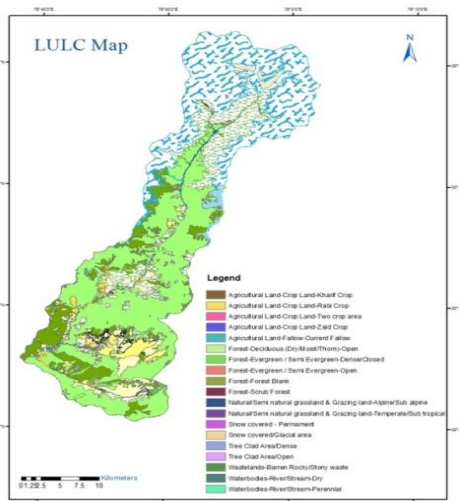 LULC Map
N
Legend
Agricultural Land-Crop Land-Kharif Crop
Agricultural Land-Crop Land-Rabi Crop
Agricultural Land-Crop Land-Two crop area
Agricultural Land-Crop Land-Zaid Crop
Agricultural Land-Fallow-Current Fallow
Forest-Deciduous (Dry/Moist/Thorn)-Open
Forest-Evergreen / Semi Evergreen-Dense/Closed
Forest-Evergreen / Semi Evergreen-Open
Forest-Forest Blank
Forest-Scrub Forest
Natural/Semi natural grassland & Grazing land-Alpine/Sub alpine
Natural/Semi natural grassland & Grazing land-Temperate/Sub tropical
Snow covered - Permament
Snow covered/Glacial area
Tree Clad Area/Dense
Tree Clad Area/Open
Wastelands-Barren Rocky/Stony waste
Waterbodies-River/Stream-Dry
Waterbodies-River/Stream-Perennial
Kilometers
0 1.25 2.5 5 7.5 10